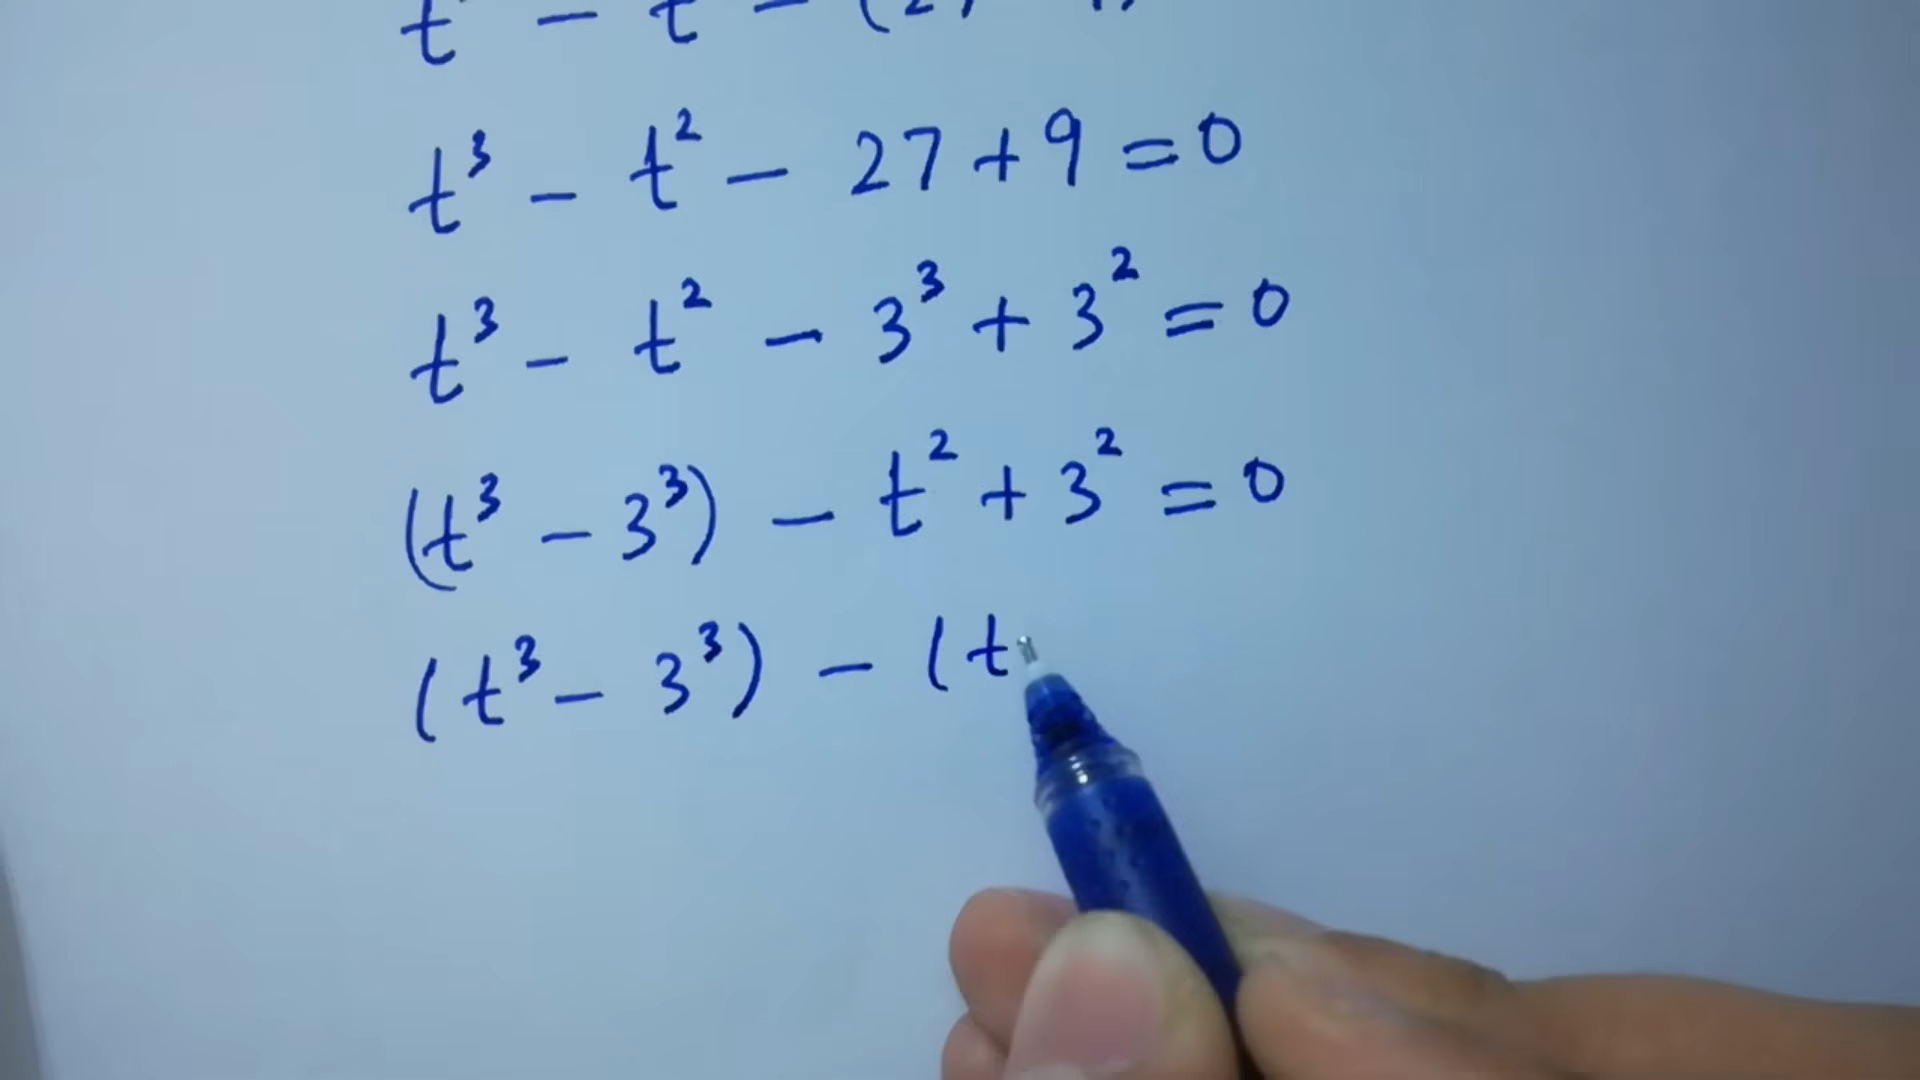 t³ − t² − 27 + 9 = 0
t³ − t² − 3³ + 3² = 0
(t³ − 3³) − t² + 3² = 0
(t³ − 3³) − (t